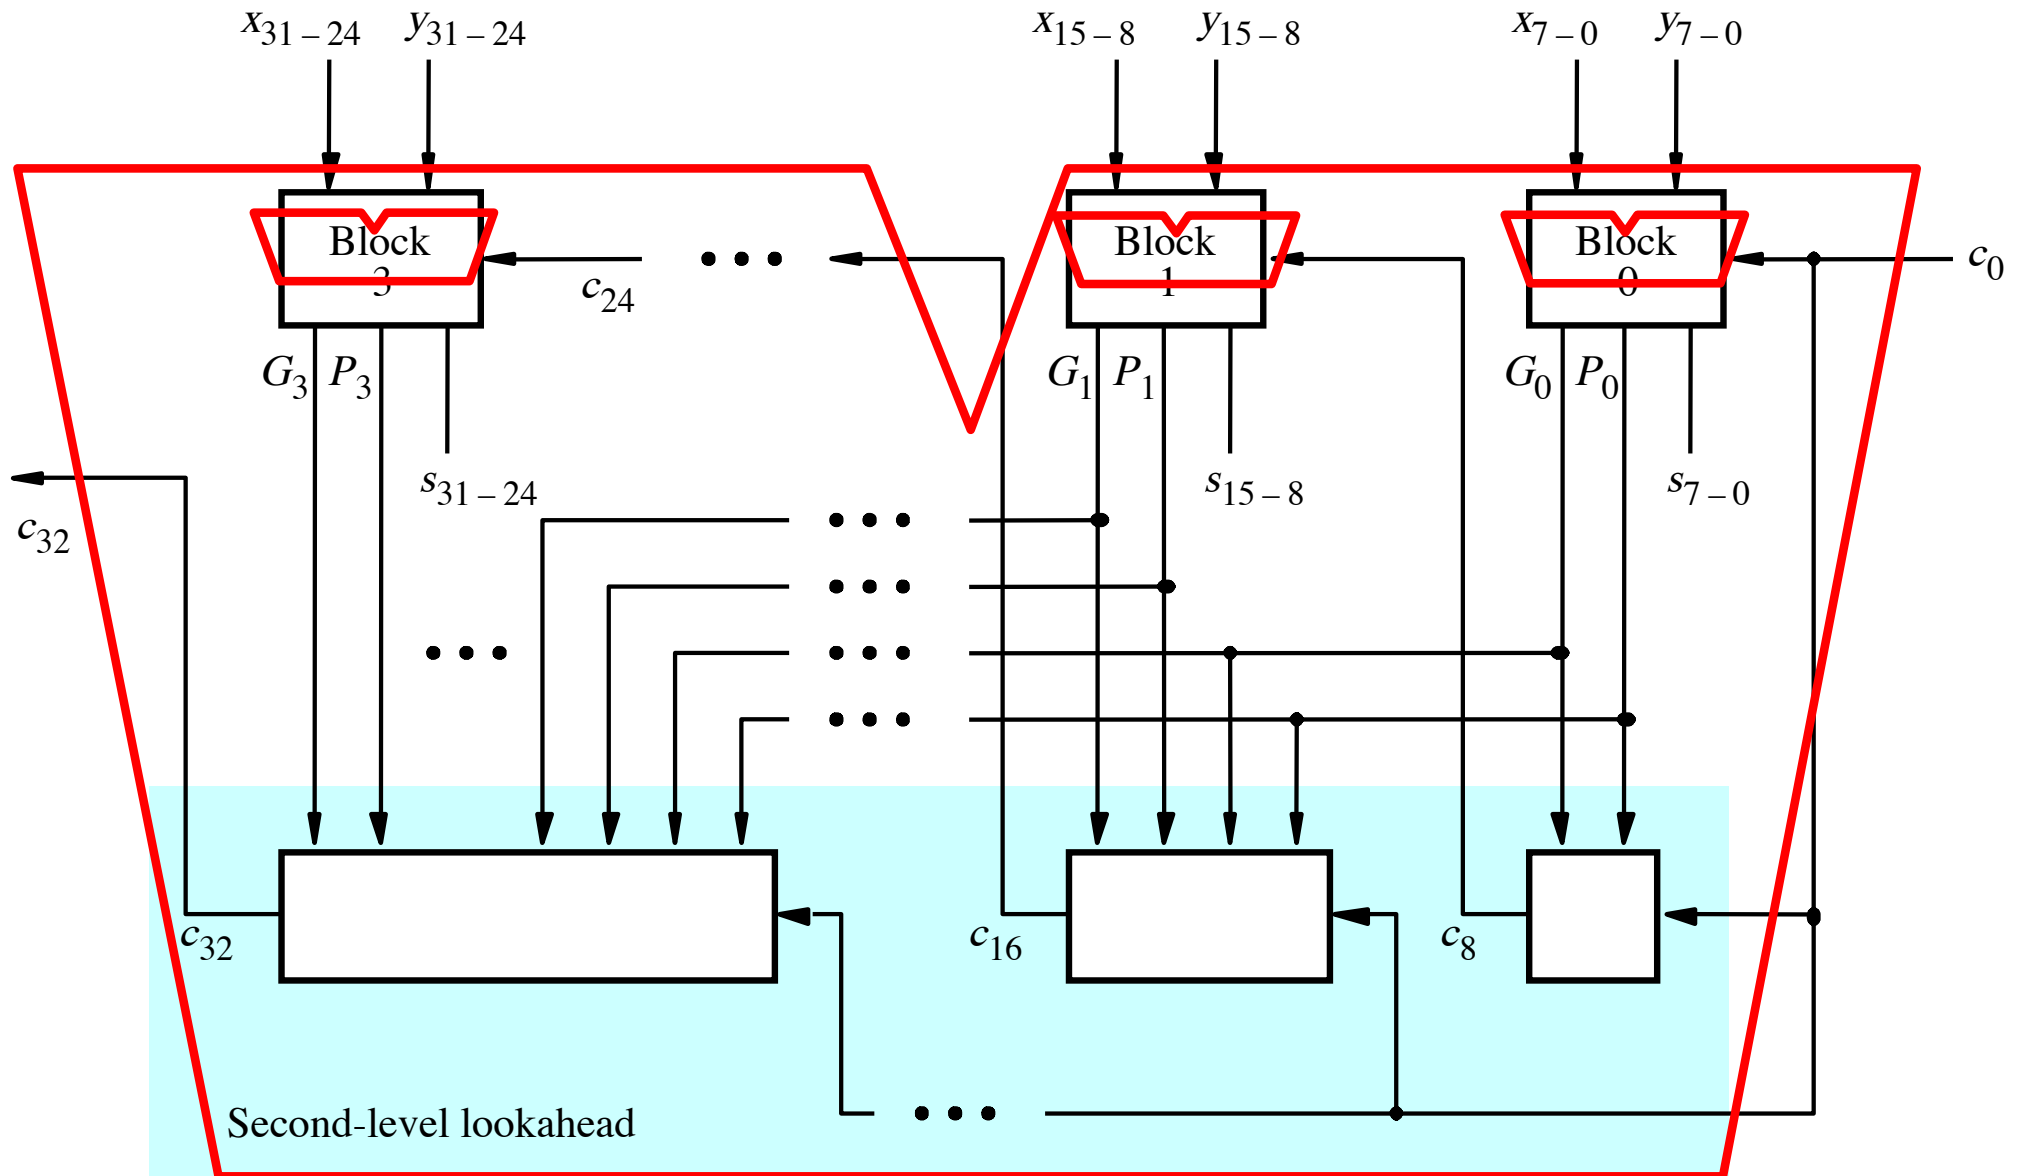 x31 – 24 y31 – 24 x15 – 8 y15 – 8 x7 – 0 y7 – 0
Block Block Block
3 1 0
c24 c0
G3 P3 G1 P1 G0 P0
s31 – 24 s15 – 8 s7 – 0
c32
c32 c16 c8
Second-level lookahead